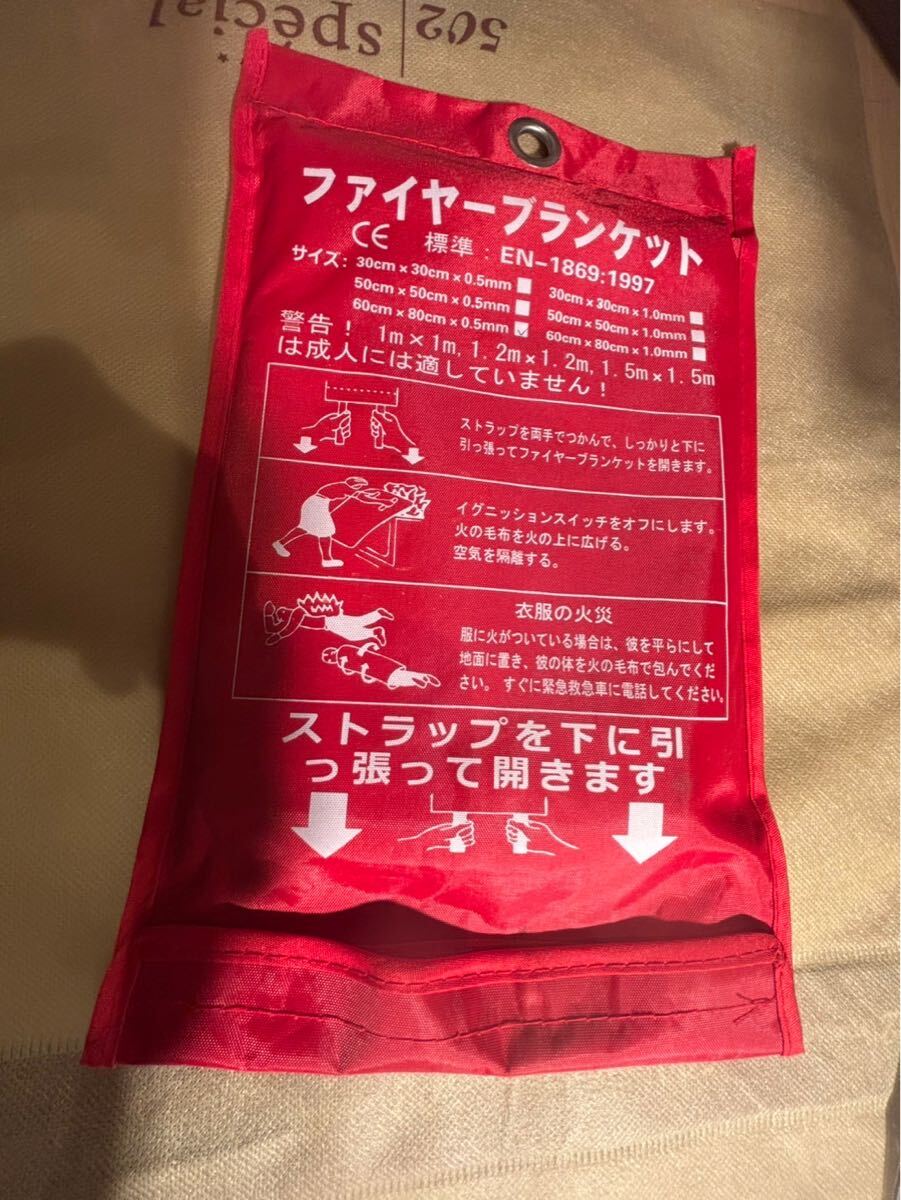 502 | spécial
ファイヤーブランケット
CE 標準：EN-1869:1997
サイズ: 30cm×30cm×0.5mm 30cm×30cm×1.0mm
50cm×50cm×0.5mm 50cm×50cm×1.0mm
60cm×80cm×0.5mm 60cm×80cm×1.0mm
警告！ 1m×1m, 1.2m×1.2m, 1.5m×1.5m
は成人には適していません！
ストラップを両手でつかんで、しっかりと下に
引っ張ってファイヤーブランケットを開きます。
イグニッションスイッチをオフにします。
火の毛布を火の上に広げる。
空気を隔離する。
衣服の火災
服に火がついている場合は、彼を平らにして
地面に置き、彼の体を火の毛布で包んでくだ
さい。 すぐに緊急救急車に電話してください。
ストラップを下に引
っ張って開きます